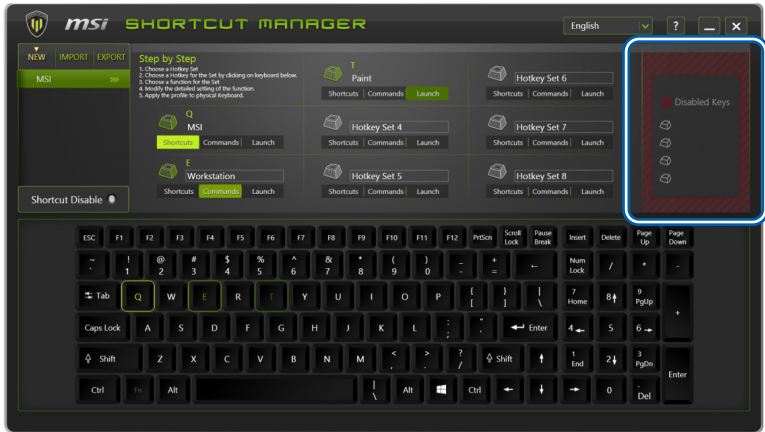 msi SHORTCUT MANAGER
English
?
NEW IMPORT EXPORT
MSI >>>
Shortcut Disable
Step by Step
1. Choose a Hotkey Set
2. Choose a Hotkey for the Set by clicking on keyboard below.
3. Choose a function for the Set
4. Modify the detailed setting of the function.
5. Apply the profile to physical Keyboard.
Q
MSI
Shortcuts Commands Launch
E
Workstation
Shortcuts Commands Launch
T
Paint
Shortcuts Commands Launch
Hotkey Set 4
Shortcuts Commands Launch
Hotkey Set 5
Shortcuts Commands Launch
Hotkey Set 6
Shortcuts Commands Launch
Hotkey Set 7
Shortcuts Commands Launch
Hotkey Set 8
Shortcuts Commands Launch
Disabled Keys
ESC F1 F2 F3 F4 F5 F6 F7 F8 F9 F10 F11 F12 PrtScn Scroll Lock Pause Break Insert Delete Page Up Page Down
~ ` ! 1 @ 2 # 3 $ 4 % 5 ^ 6 & 7 * 8 ( 9 ) 0 _ - + = ← Num Lock / * -
Tab Q W E R T Y U I O P { [ } ] | \ 7 Home 8 9 PgUp +
Caps Lock A S D F G H J K L : ; " ' Enter 4 5 6
Shift Z X C V B N M < , > . ? / Shift 1 End 2 3 PgDn Enter
Ctrl Fn Alt | \ Alt Ctrl 0 . Del